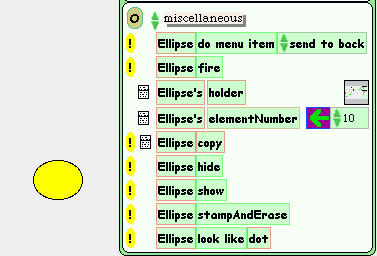 miscellaneous
! Ellipse do menu item send to back
! Ellipse fire
Ellipse's holder
Ellipse's elementNumber 10
! Ellipse copy
! Ellipse hide
! Ellipse show
! Ellipse stampAndErase
! Ellipse look like dot